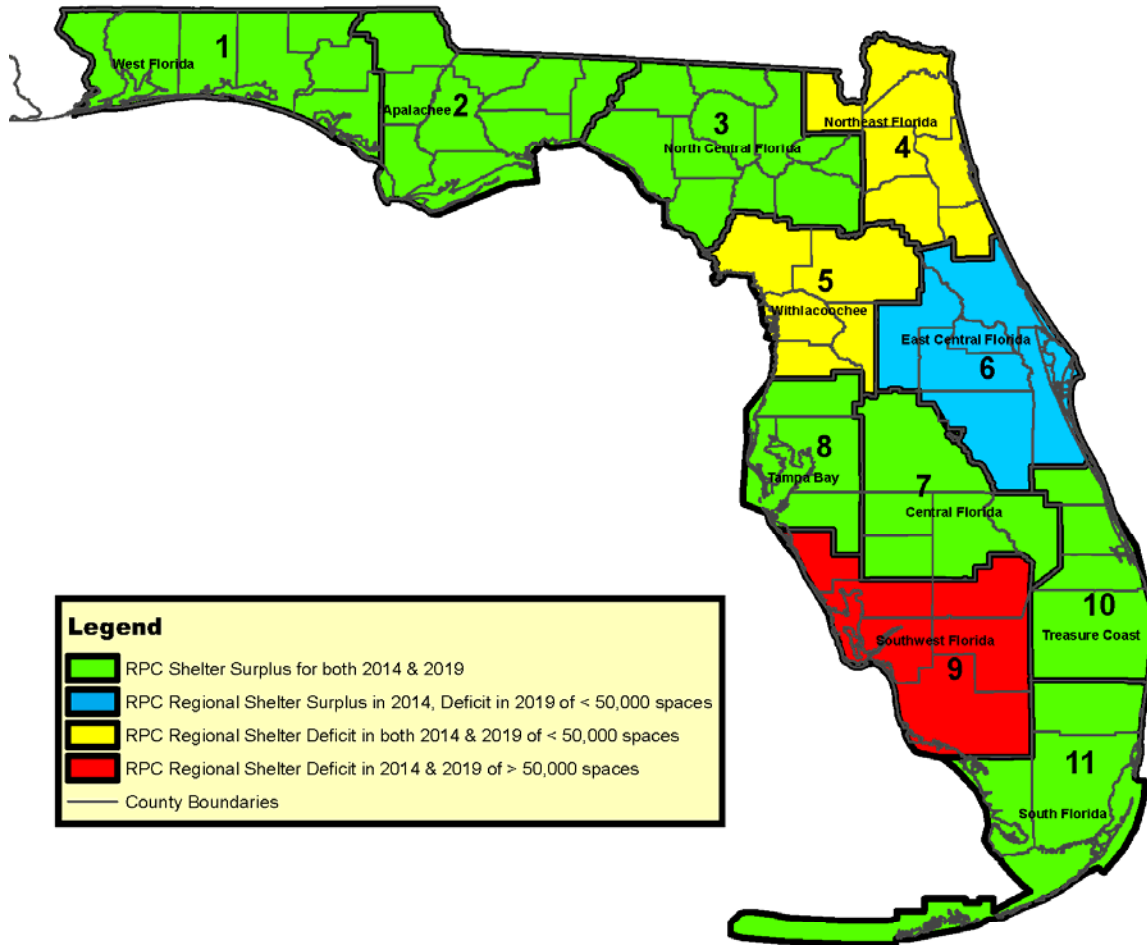 1
West Florida
2
Apalachee
3
North Central Florida
Northeast Florida
4
5
Withlacoochee
East Central Florida
6
8
Tampa Bay
7
Central Florida
10
Treasure Coast
Southwest Florida
9
11
South Florida
Legend
RPC Shelter Surplus for both 2014 & 2019
RPC Regional Shelter Surplus in 2014, Deficit in 2019 of < 50,000 spaces
RPC Regional Shelter Deficit in both 2014 & 2019 of < 50,000 spaces
RPC Regional Shelter Deficit in 2014 & 2019 of > 50,000 spaces
County Boundaries